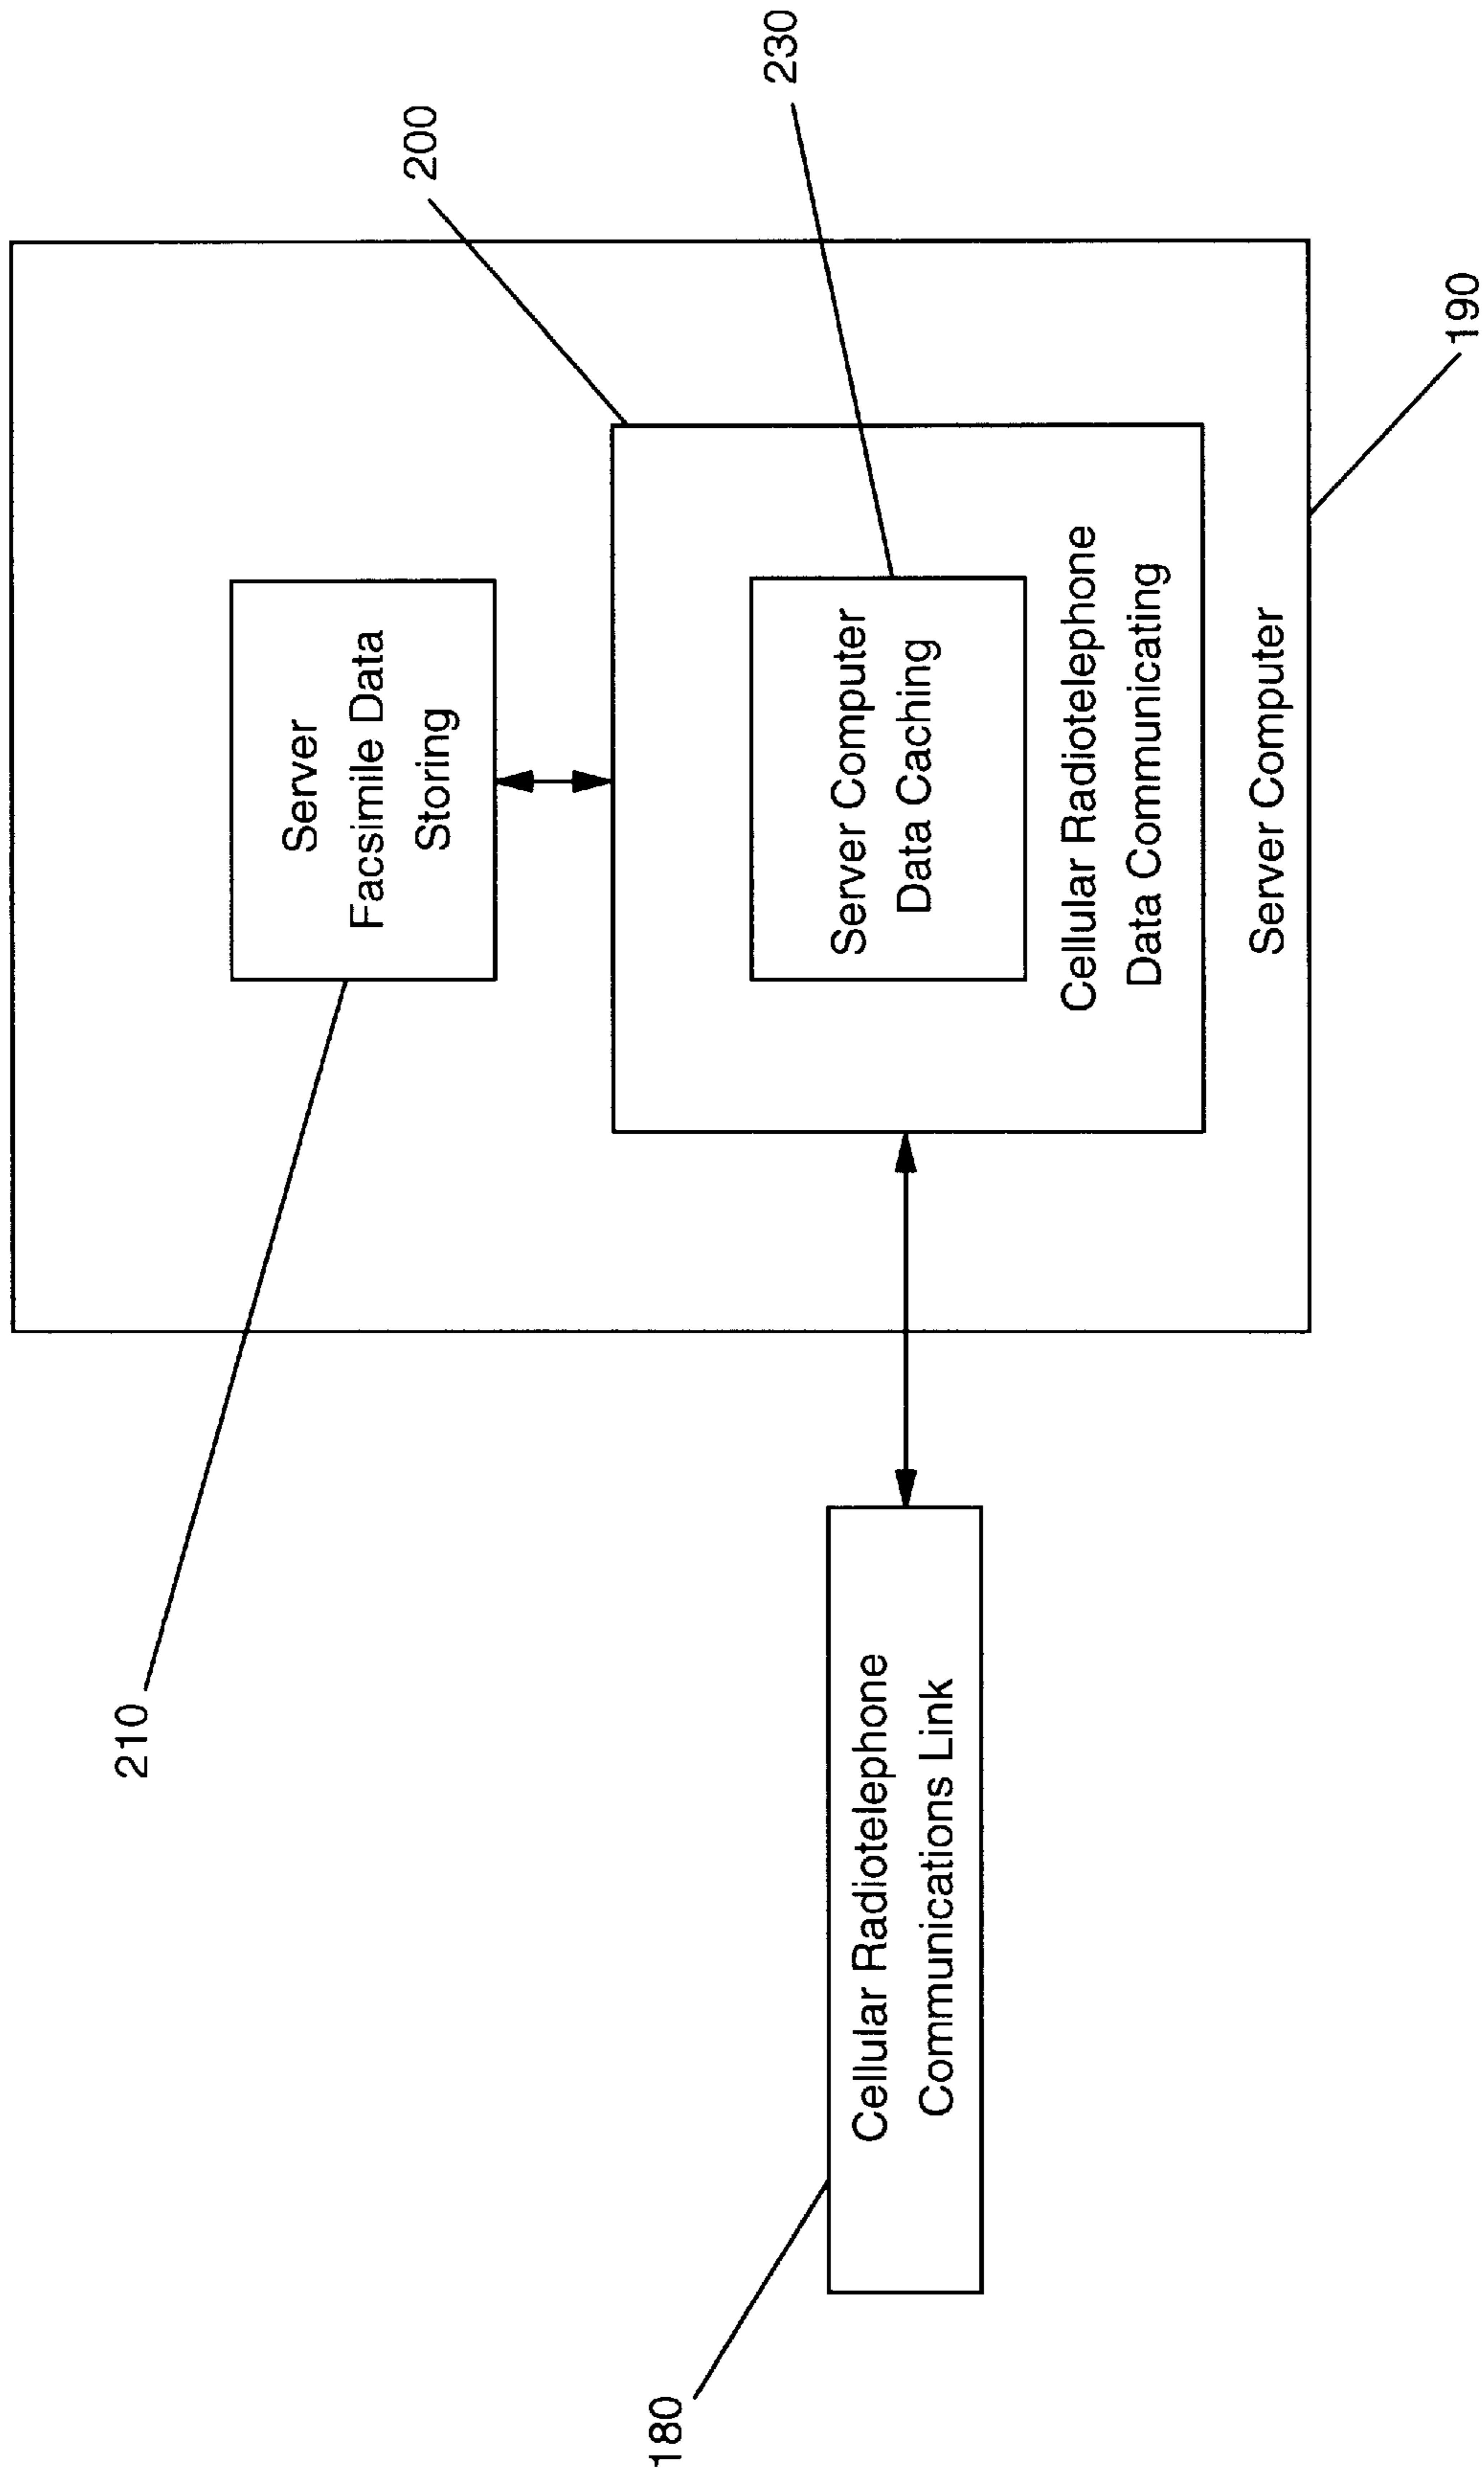 210
Server
Facsimile Data
Storing
200
230
Server Computer
Data Caching
Cellular Radiotelephone
Data Communicating
Server Computer
190
180
Cellular Radiotelephone
Communications Link